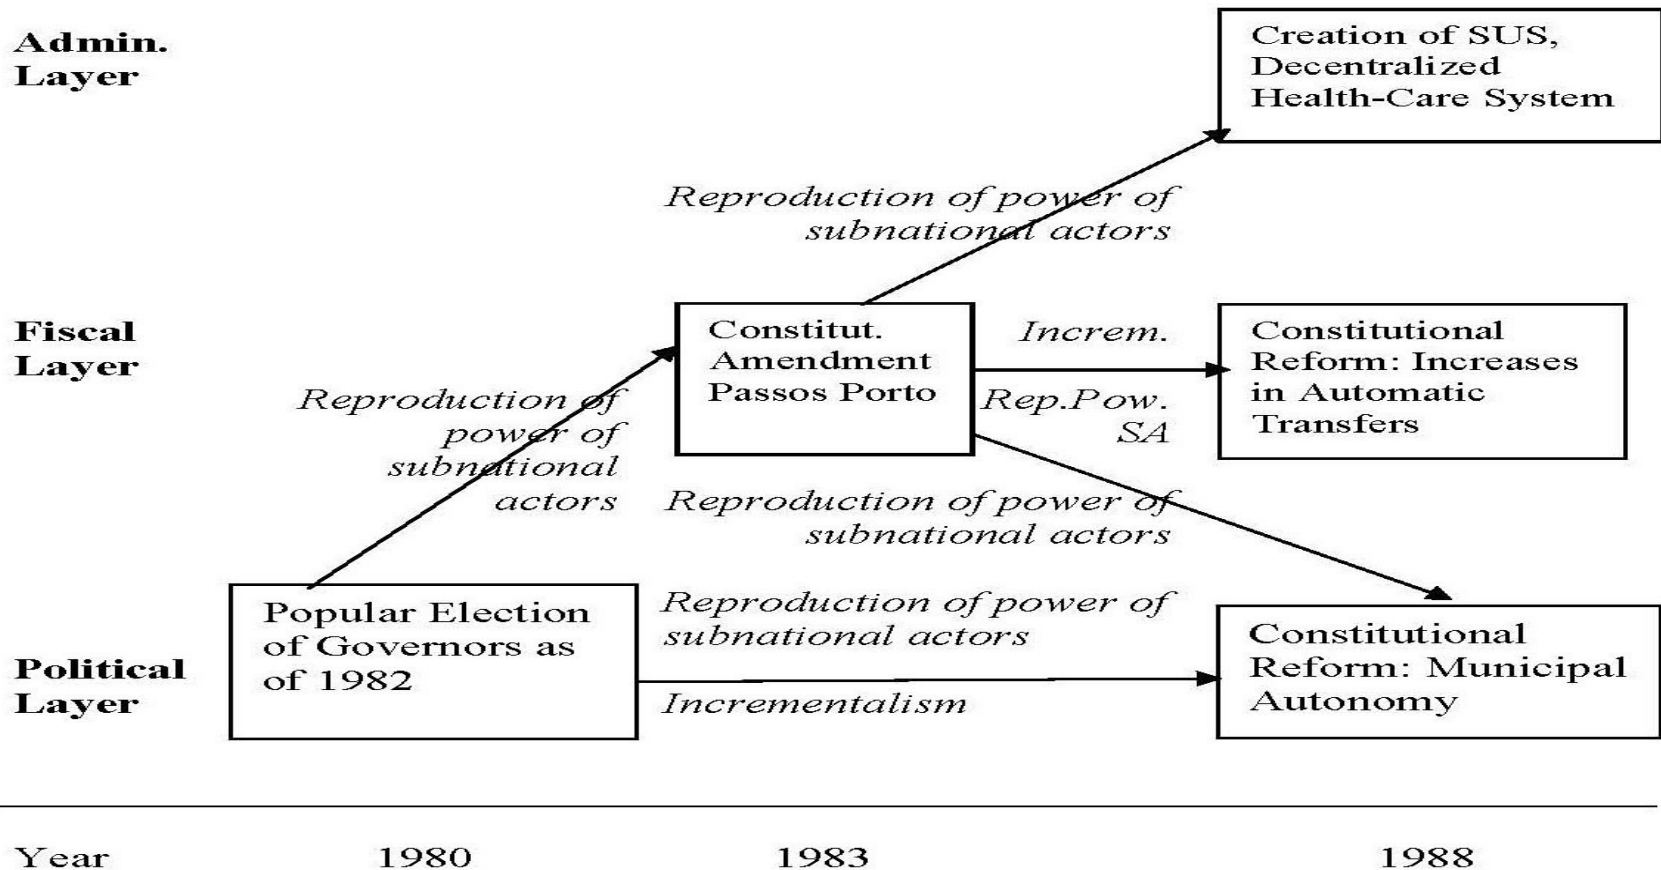 Admin.
Layer
Creation of SUS,
Decentralized
Health-Care System
Reproduction of power of
subnational actors
Fiscal
Layer
Constitut.
Amendment
Passos Porto
Increm.
Rep.Pow.
SA
Constitutional
Reform: Increases
in Automatic
Transfers
Reproduction of
power of
subnational
actors
Reproduction of power of
subnational actors
Political
Layer
Popular Election
of Governors as
of 1982
Reproduction of power of
subnational actors
Incrementalism
Constitutional
Reform: Municipal
Autonomy
Year 1980 1983 1988